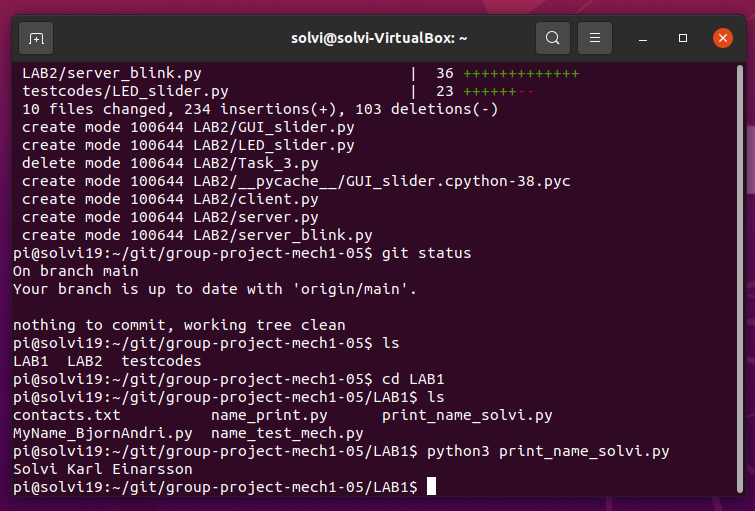 solvi@solvi-VirtualBox: ~
LAB2/server_blink.py | 36 +++++++++++++
testcodes/LED_slider.py | 23 ++++++--
10 files changed, 234 insertions(+), 103 deletions(-)
create mode 100644 LAB2/GUI_slider.py
create mode 100644 LAB2/LED_slider.py
delete mode 100644 LAB2/Task_3.py
create mode 100644 LAB2/__pycache__/GUI_slider.cpython-38.pyc
create mode 100644 LAB2/client.py
create mode 100644 LAB2/server.py
create mode 100644 LAB2/server_blink.py
pi@solvi19:~/git/group-project-mech1-05$ git status
On branch main
Your branch is up to date with 'origin/main'.
nothing to commit, working tree clean
pi@solvi19:~/git/group-project-mech1-05$ ls
LAB1 LAB2 testcodes
pi@solvi19:~/git/group-project-mech1-05$ cd LAB1
pi@solvi19:~/git/group-project-mech1-05/LAB1$ ls
contacts.txt name_print.py print_name_solvi.py
MyName_BjornAndri.py name_test_mech.py
pi@solvi19:~/git/group-project-mech1-05/LAB1$ python3 print_name_solvi.py
Solvi Karl Einarsson
pi@solvi19:~/git/group-project-mech1-05/LAB1$